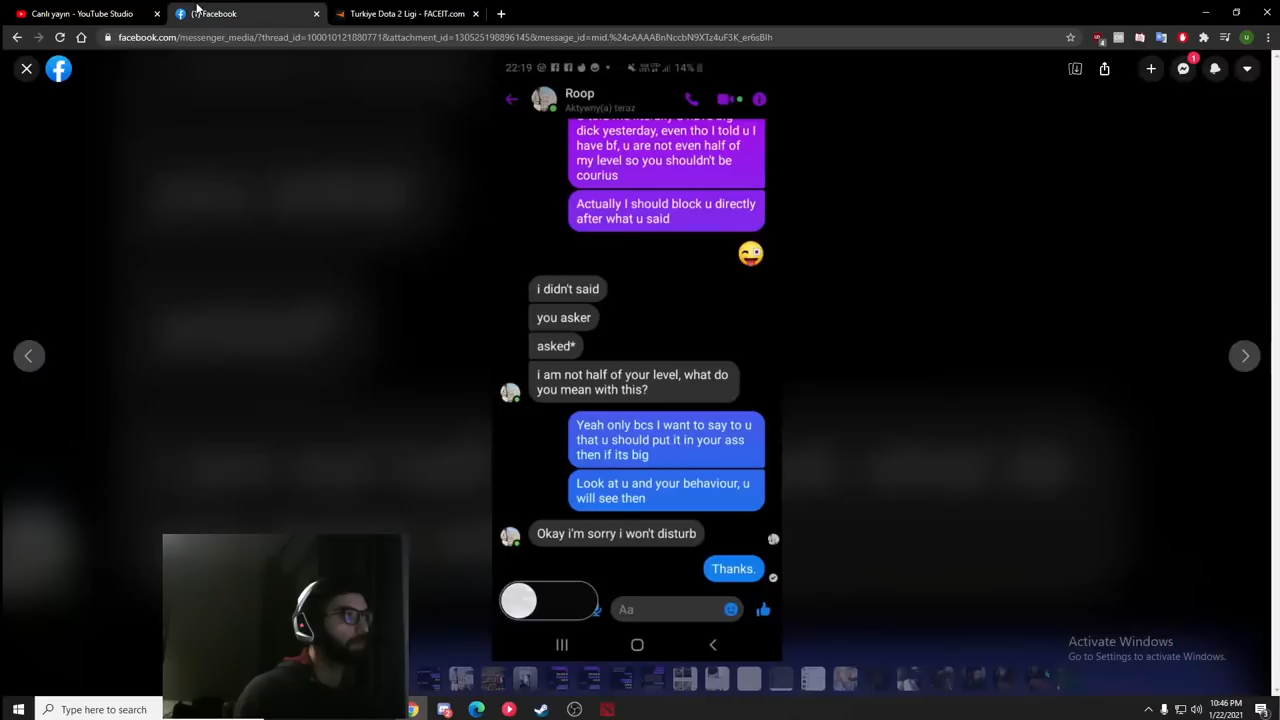 Canlı yayın - YouTube Studio
(1) Facebook
Turkiye Dota 2 Ligi - FACEIT.com
facebook.com/messenger_media/?thread_id=100010121880771&attachment_id=1305251988961458&message_id=mid.%24cAAAABnNccbN9XTz4uF3K_er6sBlh
22:19
14%
Roop
Aktywny(a) teraz
dick yesterday, even tho I told u I
have bf, u are not even half of
my level so you shouldn't be
courius
Actually I should block u directly
after what u said
i didn't said
you asker
asked*
i am not half of your level, what do
you mean with this?
Yeah only bcs I want to say to u
that u should put it in your ass
then if its big
Look at u and your behaviour, u
will see then
Okay i'm sorry i won't disturb
Thanks.
Aa
Activate Windows
Go to Settings to activate Windows.
Type here to search
10:46 PM
1/22/2021